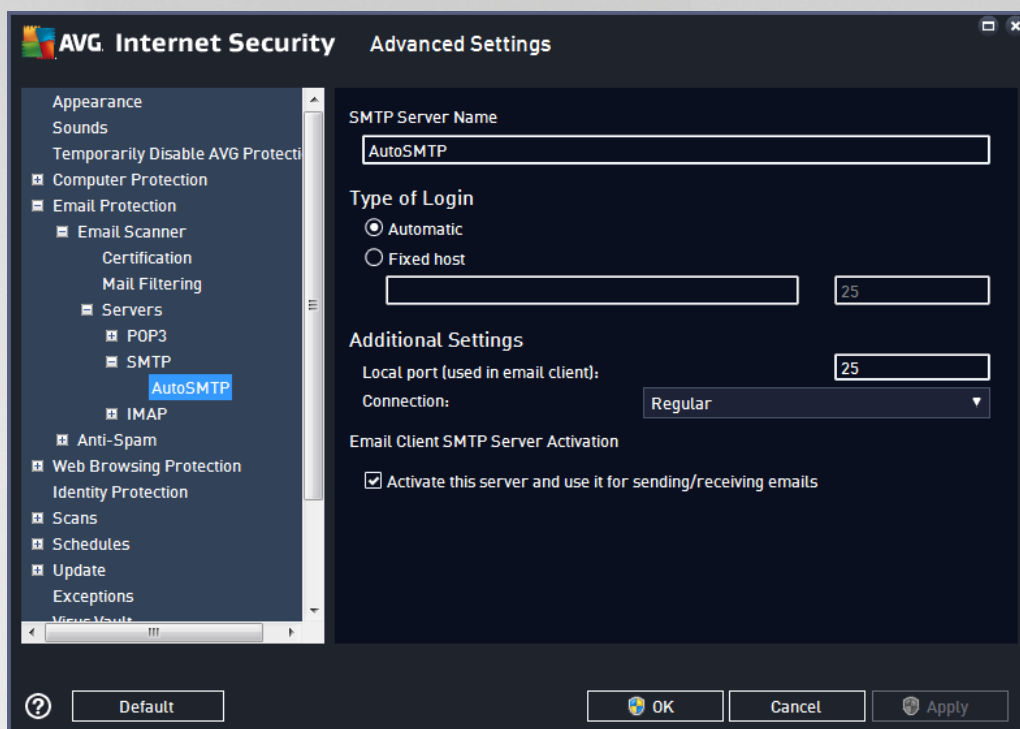 AVG. Internet Security Advanced Settings
Appearance
Sounds
Temporarily Disable AVG Protecti
Computer Protection
Email Protection
Email Scanner
Certification
Mail Filtering
Servers
POP3
SMTP
AutoSMTP
IMAP
Anti-Spam
Web Browsing Protection
Identity Protection
Scans
Schedules
Update
Exceptions
Virus Vault
SMTP Server Name
AutoSMTP
Type of Login
Automatic
Fixed host
25
Additional Settings
Local port (used in email client): 25
Connection: Regular
Email Client SMTP Server Activation
Activate this server and use it for sending/receiving emails
? Default OK Cancel Apply